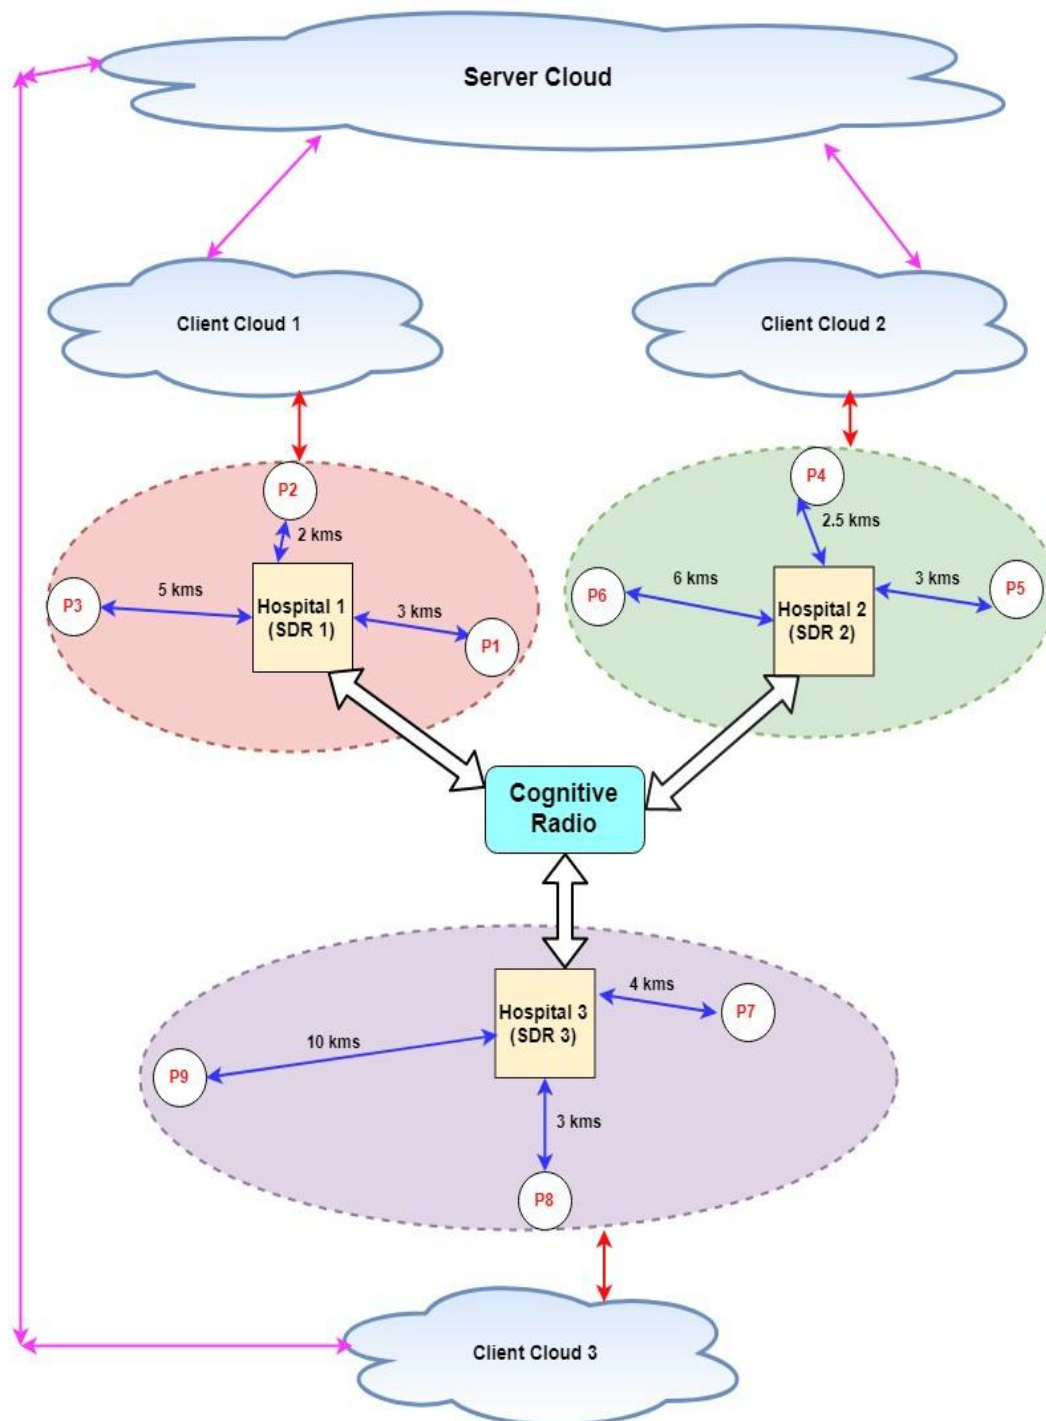 Server Cloud
Client Cloud 1
Client Cloud 2
P2
2 kms
P3
5 kms
Hospital 1
(SDR 1)
3 kms
P1
P4
2.5 kms
P6
6 kms
Hospital 2
(SDR 2)
3 kms
P5
Cognitive
Radio
Hospital 3
(SDR 3)
4 kms
P7
10 kms
P9
3 kms
P8
Client Cloud 3